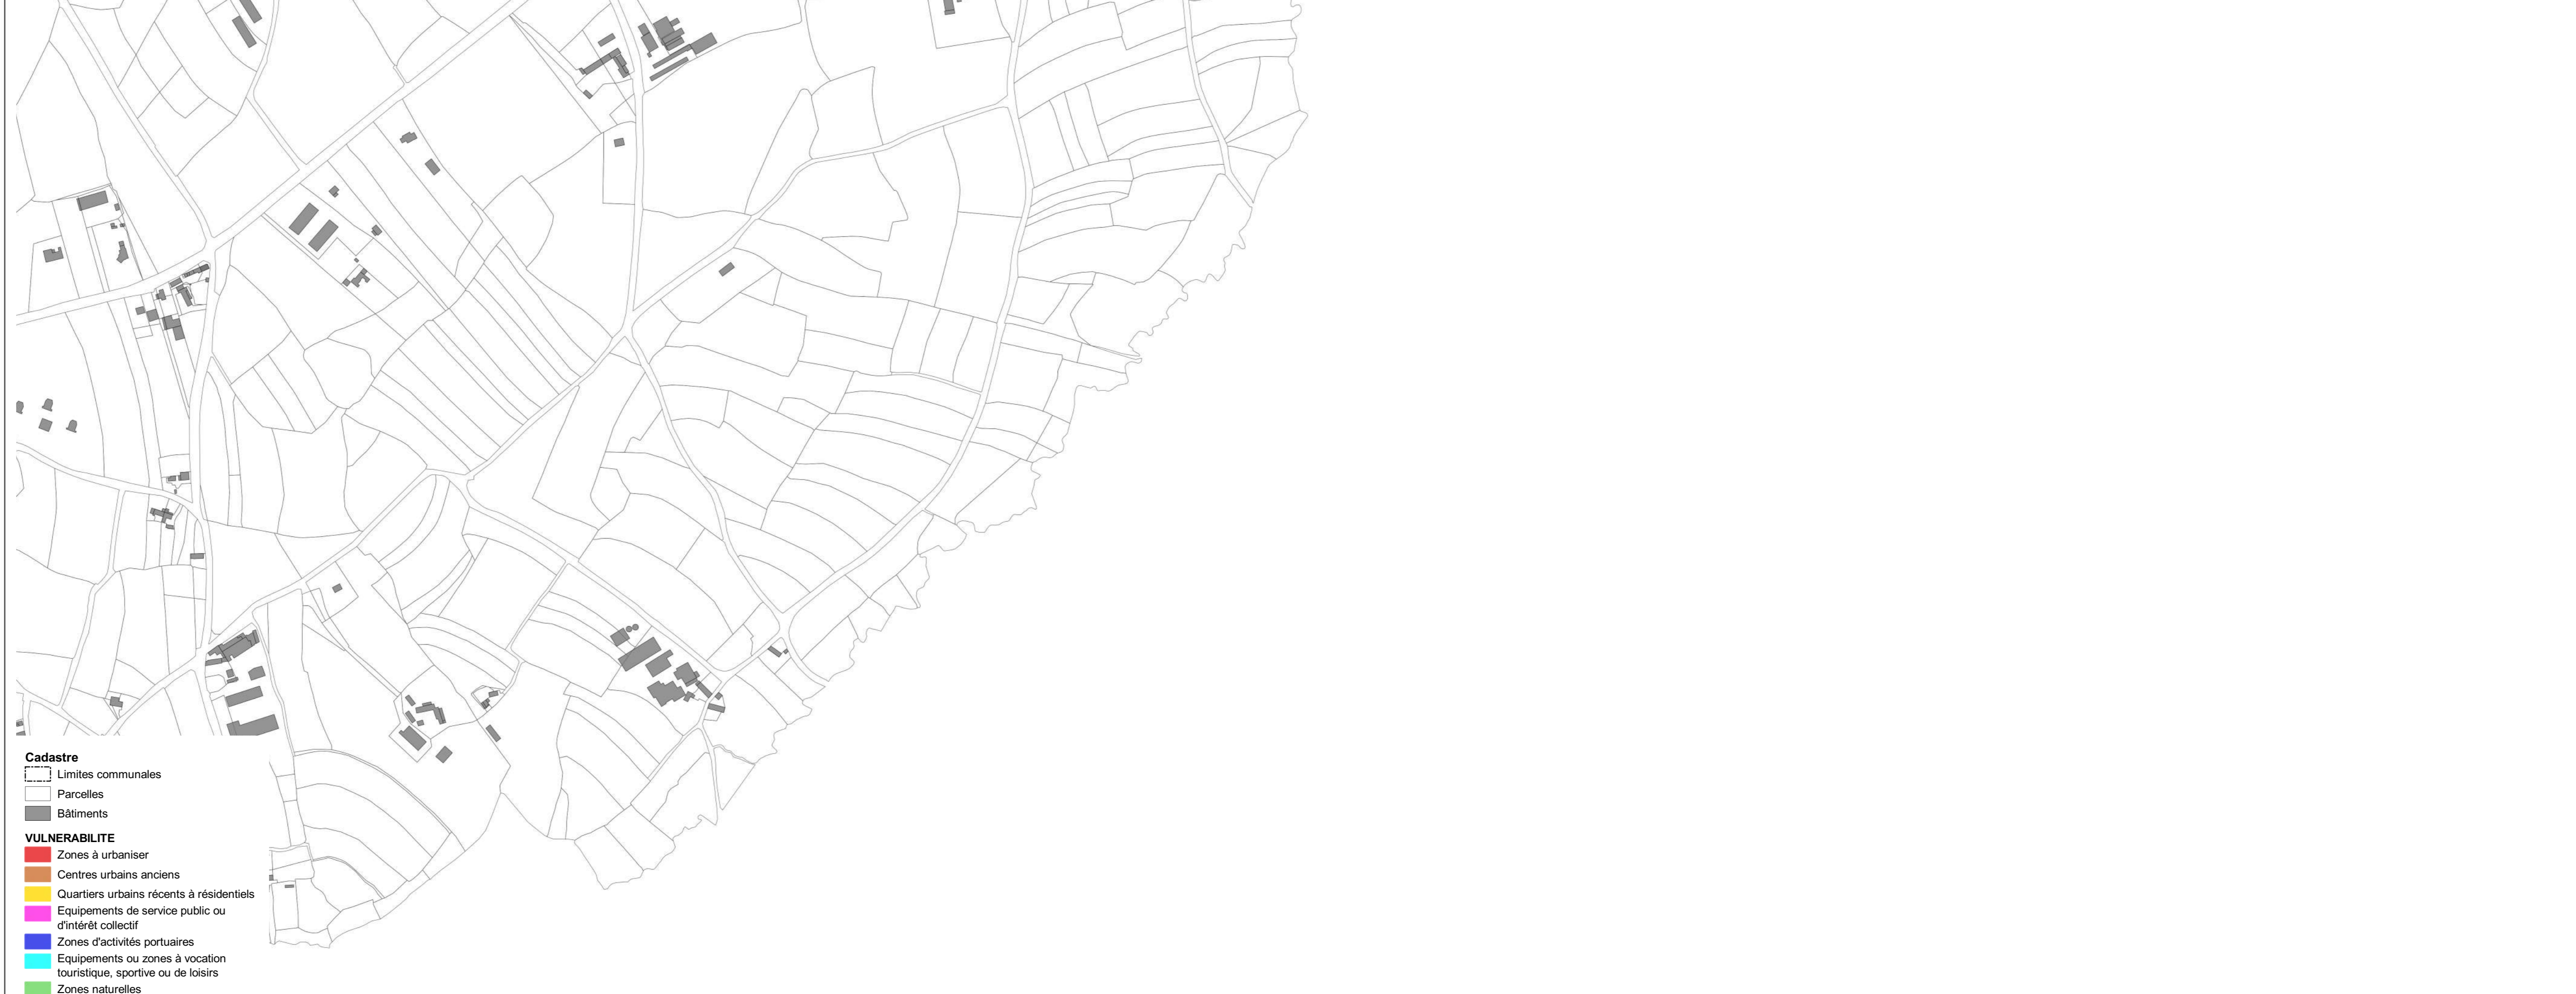 Cadastre
Limites communales
Parcelles
Bâtiments
VULNERABILITE
Zones à urbaniser
Centres urbains anciens
Quartiers urbains récents à résidentiels
Equipements de service public ou
d'intérêt collectif
Zones d'activités portuaires
Equipements ou zones à vocation
touristique, sportive ou de loisirs
Zones naturelles